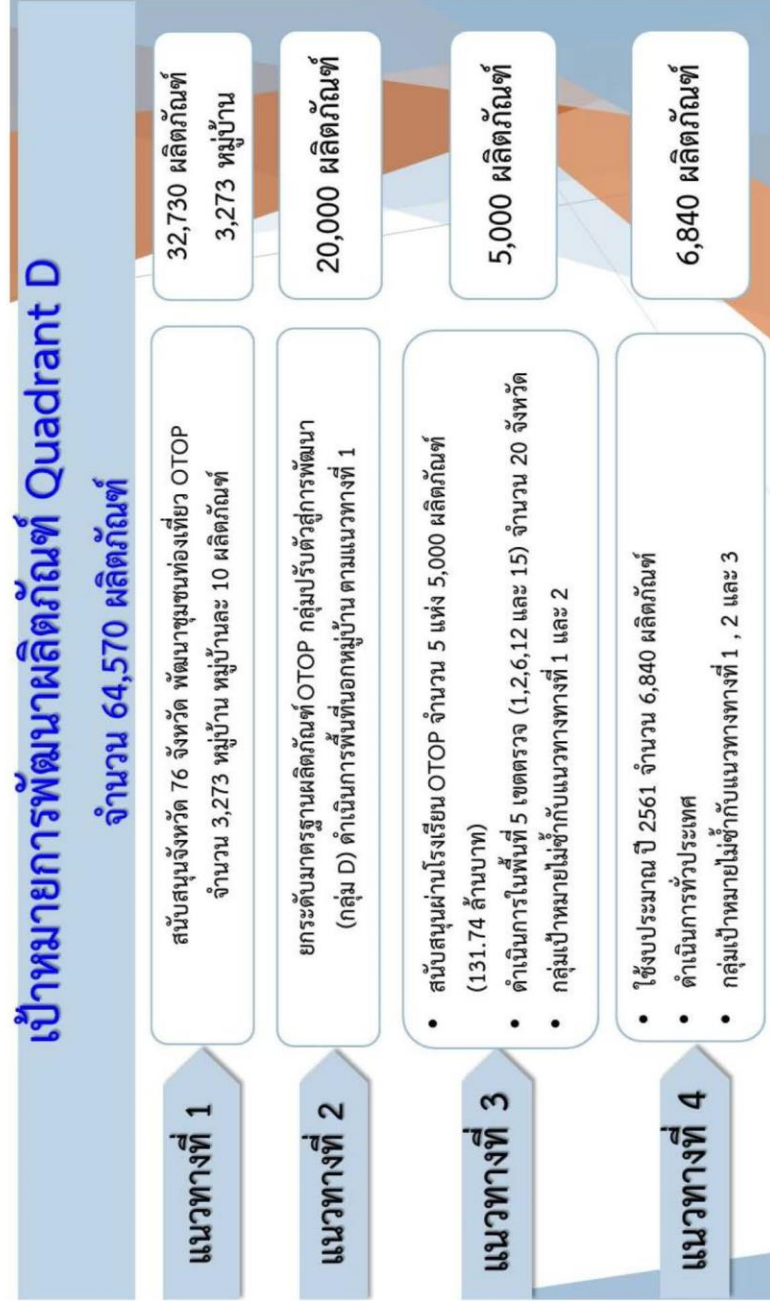 เป้าหมายการพัฒนาผลิตภัณฑ์ Quadrant D
จำนวน 64,570 ผลิตภัณฑ์
แนวทางที่ 1
สนับสนุนจังหวัด 76 จังหวัด พัฒนาชุมชนท่องเที่ยว OTOP
จำนวน 3,273 หมู่บ้าน หมู่บ้านละ 10 ผลิตภัณฑ์
32,730 ผลิตภัณฑ์
3,273 หมู่บ้าน
แนวทางที่ 2
ยกระดับมาตรฐานผลิตภัณฑ์ OTOP กลุ่มปรับตัวสู่การพัฒนา
(กลุ่ม D) ดำเนินการพื้นที่นอกหมู่บ้าน ตามแนวทางที่ 1
20,000 ผลิตภัณฑ์
แนวทางที่ 3
• สนับสนุนผ่านโรงเรียน OTOP จำนวน 5 แห่ง 5,000 ผลิตภัณฑ์
(131.74 ล้านบาท)
• ดำเนินการในพื้นที่ 5 เขตตรวจ (1,2,6,12 และ 15) จำนวน 20 จังหวัด
• กลุ่มเป้าหมายไม่ซ้ำกับแนวทางทางที่ 1 และ 2
5,000 ผลิตภัณฑ์
แนวทางที่ 4
• ใช้งบประมาณ ปี 2561 จำนวน 6,840 ผลิตภัณฑ์
• ดำเนินการทั่วประเทศ
• กลุ่มเป้าหมายไม่ซ้ำกับแนวทางทางที่ 1 , 2 และ 3
6,840 ผลิตภัณฑ์